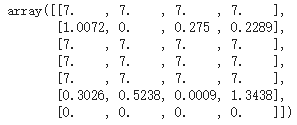 array([[7.    , 7.    , 7.    , 7.    ],
       [1.0072, 0.    , 0.275 , 0.2289],
       [7.    , 7.    , 7.    , 7.    ],
       [7.    , 7.    , 7.    , 7.    ],
       [7.    , 7.    , 7.    , 7.    ],
       [0.3026, 0.5238, 0.0009, 1.3438],
       [0.    , 0.    , 0.    , 0.    ]])